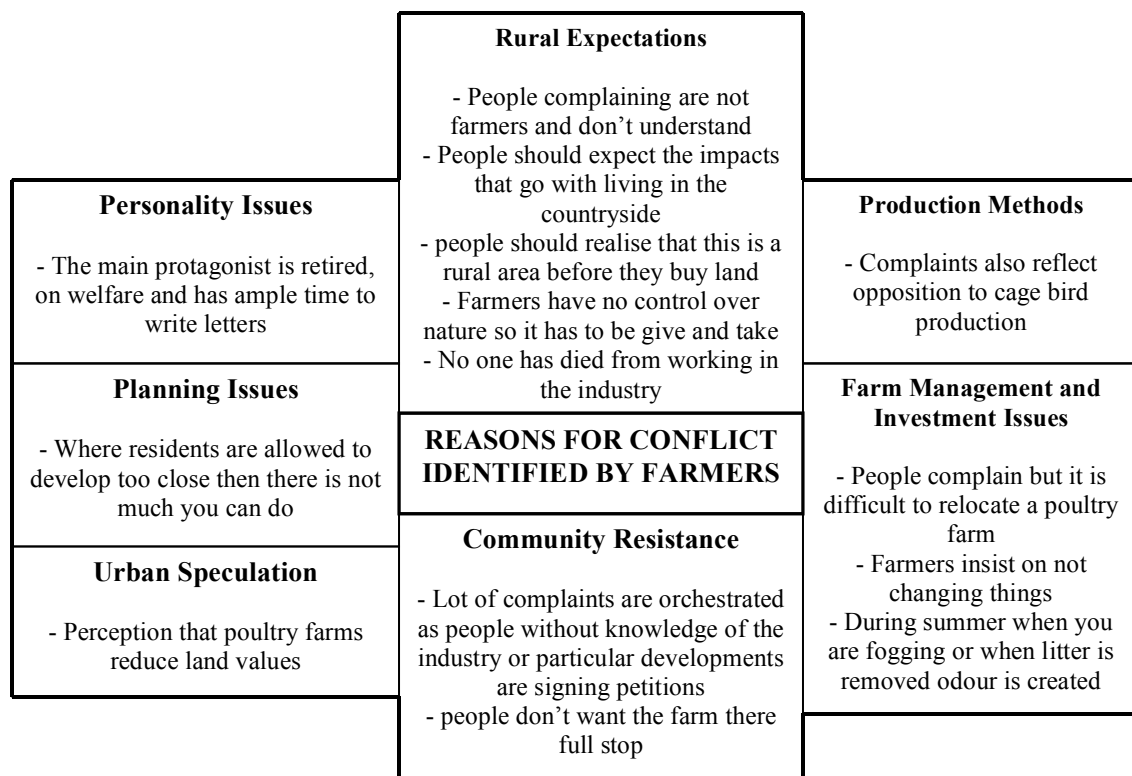 Rural Expectations
- People complaining are not
farmers and don't understand
- People should expect the impacts
that go with living in the
countryside
- people should realise that this is a
rural area before they buy land
- Farmers have no control over
nature so it has to be give and take
- No one has died from working in
the industry
Personality Issues
- The main protagonist is retired,
on welfare and has ample time to
write letters
Planning Issues
- Where residents are allowed to
develop too close then there is not
much you can do
Urban Speculation
- Perception that poultry farms
reduce land values
REASONS FOR CONFLICT
IDENTIFIED BY FARMERS
Community Resistance
- Lot of complaints are orchestrated
as people without knowledge of the
industry or particular developments
are signing petitions
- people don't want the farm there
full stop
Production Methods
- Complaints also reflect
opposition to cage bird
production
Farm Management and
Investment Issues
- People complain but it is
difficult to relocate a poultry
farm
- Farmers insist on not
changing things
- During summer when you
are fogging or when litter is
removed odour is created